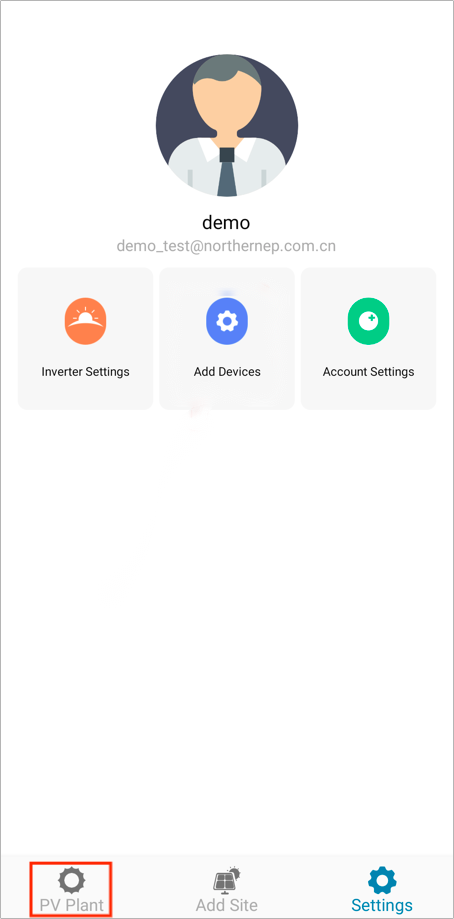 demo
demo_test@northernep.com.cn
Inverter Settings
Add Devices
Account Settings
PV Plant
Add Site
Settings